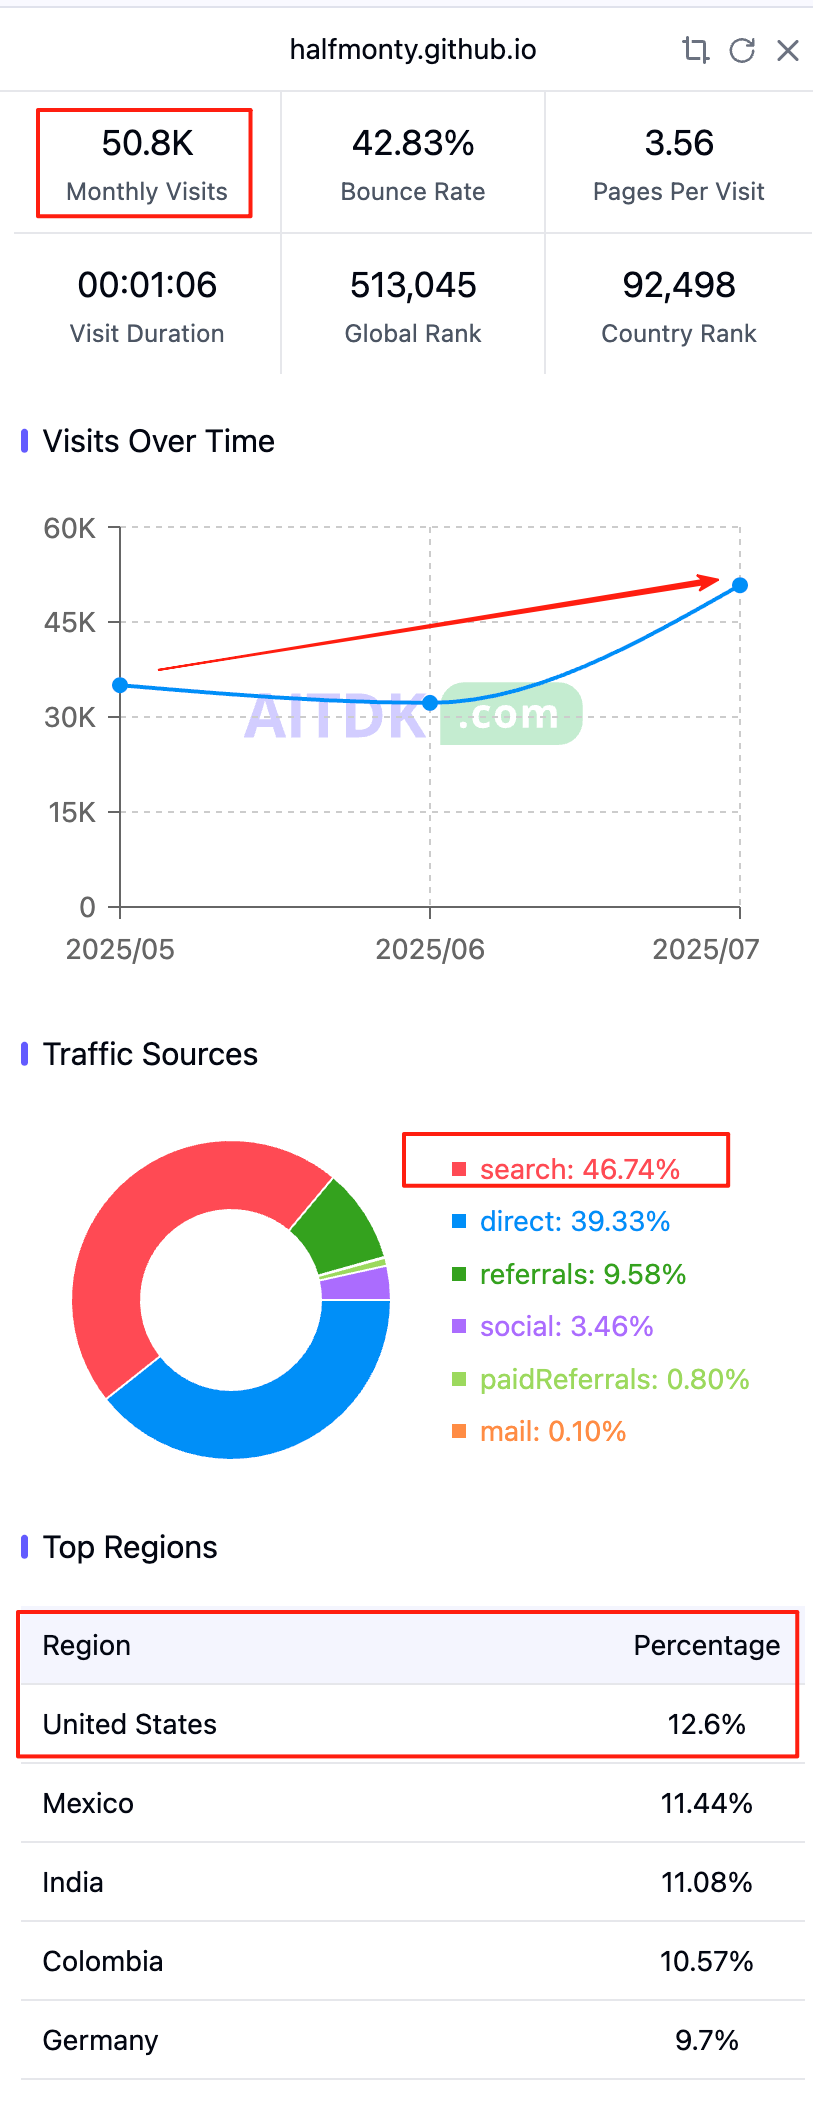 halfmonty.github.io
50.8K 42.83% 3.56
Monthly Visits Bounce Rate Pages Per Visit
00:01:06 513,045 92,498
Visit Duration Global Rank Country Rank
Visits Over Time
60K
45K
30K
15K
0
AITDK .com
2025/05 2025/06 2025/07
Traffic Sources
search: 46.74%
direct: 39.33%
referrals: 9.58%
social: 3.46%
paidReferrals: 0.80%
mail: 0.10%
Top Regions
Region Percentage
United States 12.6%
Mexico 11.44%
India 11.08%
Colombia 10.57%
Germany 9.7%